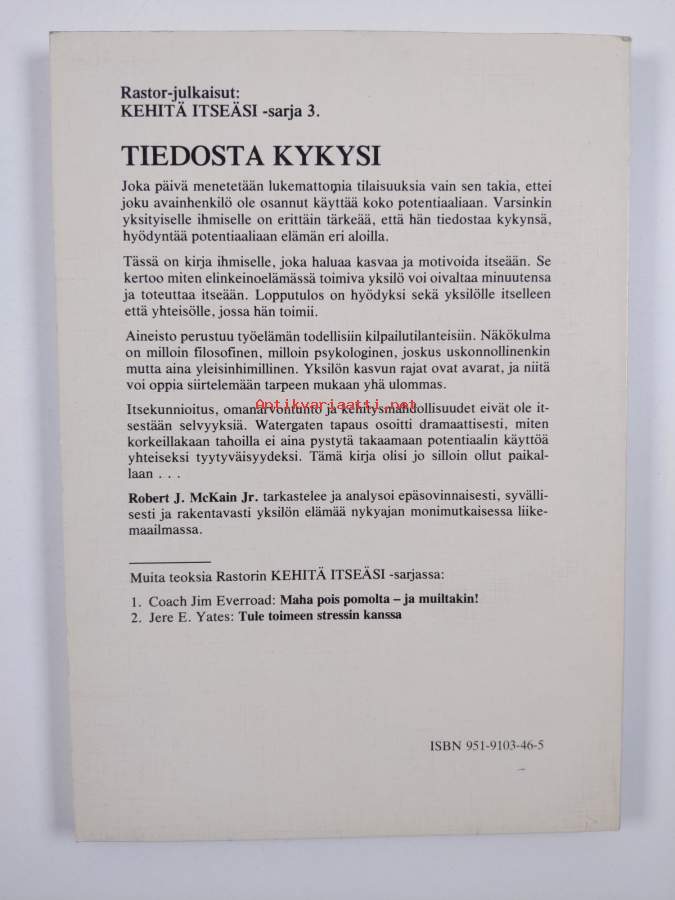 Rastor-julkaisut:
KEHITÄ ITSEÄSI -sarja 3.
TIEDOSTA KYKYSI
Joka päivä menetetään lukemattomia tilaisuuksia vain sen takia, ettei
joku avainhenkilö ole osannut käyttää koko potentiaaliaan. Varsinkin
yksityiselle ihmiselle on erittäin tärkeää, että hän tiedostaa kykynsä,
hyödyntää potentiaaliaan elämän eri aloilla.
Tässä on kirja ihmiselle, joka haluaa kasvaa ja motivoida itseään. Se
kertoo miten elinkeinoelämässä toimiva yksilö voi oivaltaa minuutensa
ja toteuttaa itseään. Lopputulos on hyödyksi sekä yksilölle itselleen
että yhteisölle, jossa hän toimii.
Aineisto perustuu työelämän todellisiin kilpailutilanteisiin. Näkökulma
on milloin filosofinen, milloin psykologinen, joskus uskonnollinenkin
mutta aina yleisinhimillinen. Yksilön kasvun rajat ovat avarat, ja niitä
voi oppia siirtelemään tarpeen mukaan yhä ulommas.
Antikvariaatti.net
Itsekunnioitus, omanarvontunto ja kehitysmahdollisuudet eivät ole it-
sestään selvyyksiä. Watergaten tapaus osoitti dramaattisesti, miten
korkeillakaan tahoilla ei aina pystytä takaamaan potentiaalin käyttöä
yhteiseksi tyytyväisyydeksi. Tämä kirja olisi jo silloin ollut paikal-
laan . . .
Robert J. McKain Jr. tarkastelee ja analysoi epäsovinnaisesti, syvälli-
sesti ja rakentavasti yksilön elämää nykyajan monimutkaisessa liike-
maailmassa.
Muita teoksia Rastorin KEHITÄ ITSEÄSI -sarjassa:
1. Coach Jim Everroad: Maha pois pomolta – ja muiltakin!
2. Jere E. Yates: Tule toimeen stressin kanssa
ISBN 951-9103-46-5